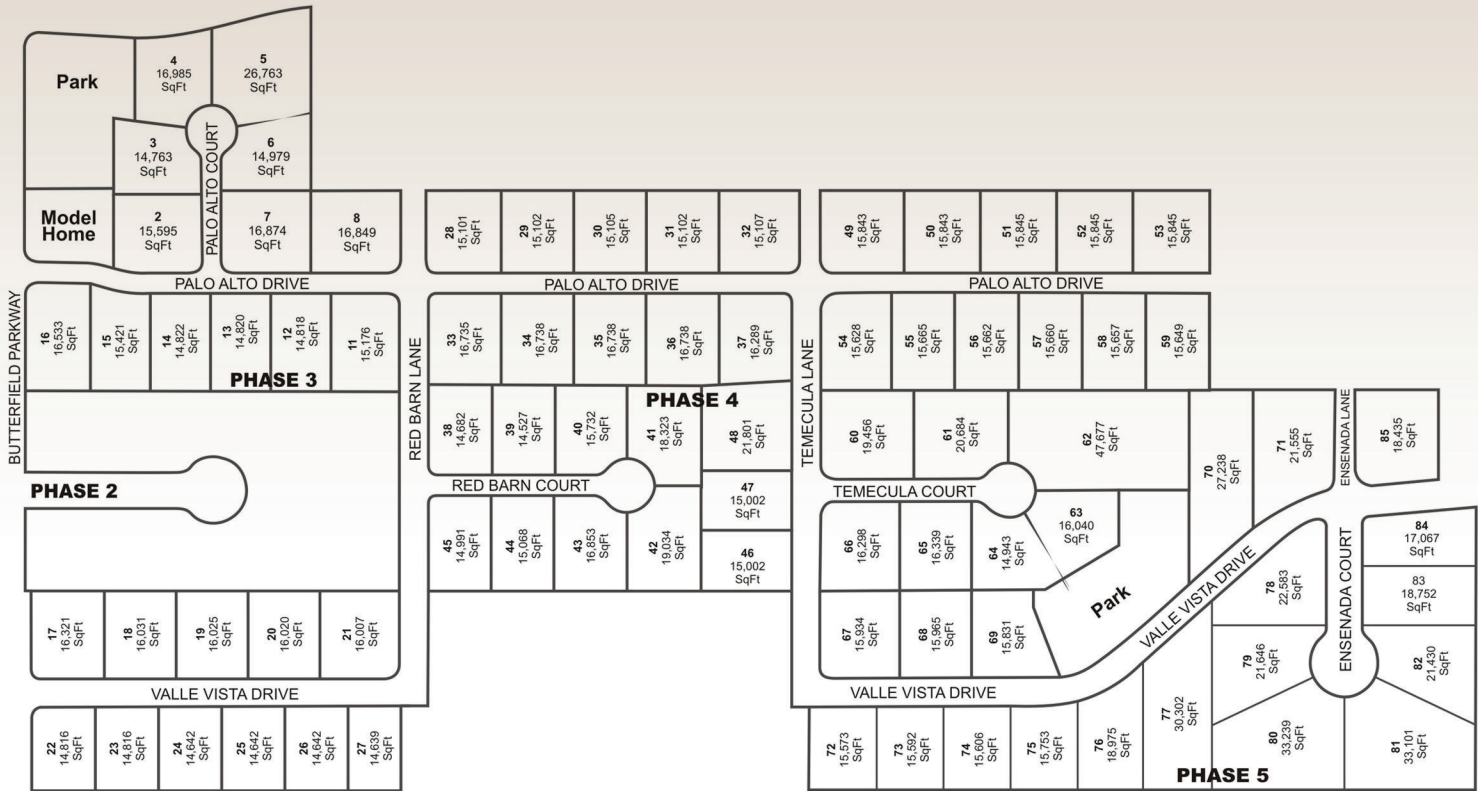 Park
4
16,985
SqFt
5
26,763
SqFt
3
14,763
SqFt
6
14,979
SqFt
PALO ALTO COURT
Model
Home
2
15,595
SqFt
7
16,874
SqFt
8
16,849
SqFt
28
15,101
SqFt
29
15,102
SqFt
30
15,105
SqFt
31
15,102
SqFt
32
15,107
SqFt
49
15,843
SqFt
50
15,843
SqFt
51
15,845
SqFt
52
15,845
SqFt
53
15,845
SqFt
PALO ALTO DRIVE
PALO ALTO DRIVE
PALO ALTO DRIVE
BUTTERFIELD PARKWAY
16
16,533
SqFt
15
15,421
SqFt
14
14,822
SqFt
13
14,820
SqFt
12
14,818
SqFt
11
15,176
SqFt
PHASE 3
RED BARN LANE
33
16,735
SqFt
34
16,738
SqFt
35
16,738
SqFt
36
16,738
SqFt
37
16,289
SqFt
PHASE 4
TEMECULA LANE
54
15,628
SqFt
55
15,665
SqFt
56
15,662
SqFt
57
15,660
SqFt
58
15,657
SqFt
59
15,649
SqFt
38
14,682
SqFt
39
14,527
SqFt
40
15,732
SqFt
41
18,323
SqFt
48
21,801
SqFt
60
19,456
SqFt
61
20,684
SqFt
62
47,677
SqFt
70
27,238
SqFt
71
21,555
SqFt
ENSENADA LANE
85
18,435
SqFt
PHASE 2
RED BARN COURT
47
15,002
SqFt
TEMECULA COURT
63
16,040
SqFt
45
14,991
SqFt
44
15,068
SqFt
43
16,853
SqFt
42
19,034
SqFt
46
15,002
SqFt
66
16,298
SqFt
65
16,339
SqFt
64
14,943
SqFt
Park
VALLE VISTA DRIVE
78
22,583
SqFt
ENSENADA COURT
84
17,067
SqFt
83
18,752
SqFt
17
16,321
SqFt
18
16,031
SqFt
19
16,025
SqFt
20
16,020
SqFt
21
16,007
SqFt
67
15,934
SqFt
68
15,965
SqFt
69
15,831
SqFt
79
21,646
SqFt
82
21,430
SqFt
VALLE VISTA DRIVE
VALLE VISTA DRIVE
22
14,816
SqFt
23
14,816
SqFt
24
14,642
SqFt
25
14,642
SqFt
26
14,642
SqFt
27
14,639
SqFt
72
15,573
SqFt
73
15,592
SqFt
74
15,606
SqFt
75
15,753
SqFt
76
18,975
SqFt
77
30,302
SqFt
80
33,239
SqFt
81
33,101
SqFt
PHASE 5